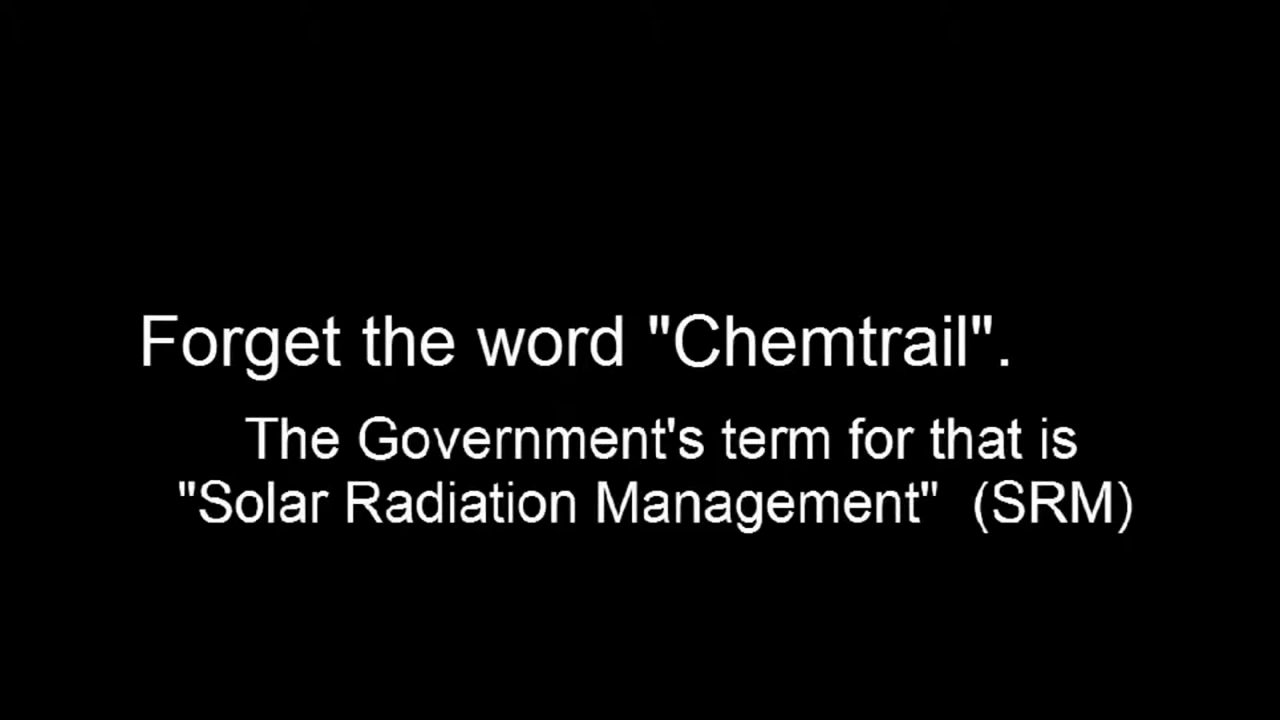 Forget the word "Chemtrail".
The Government's term for that is
"Solar Radiation Management" (SRM)